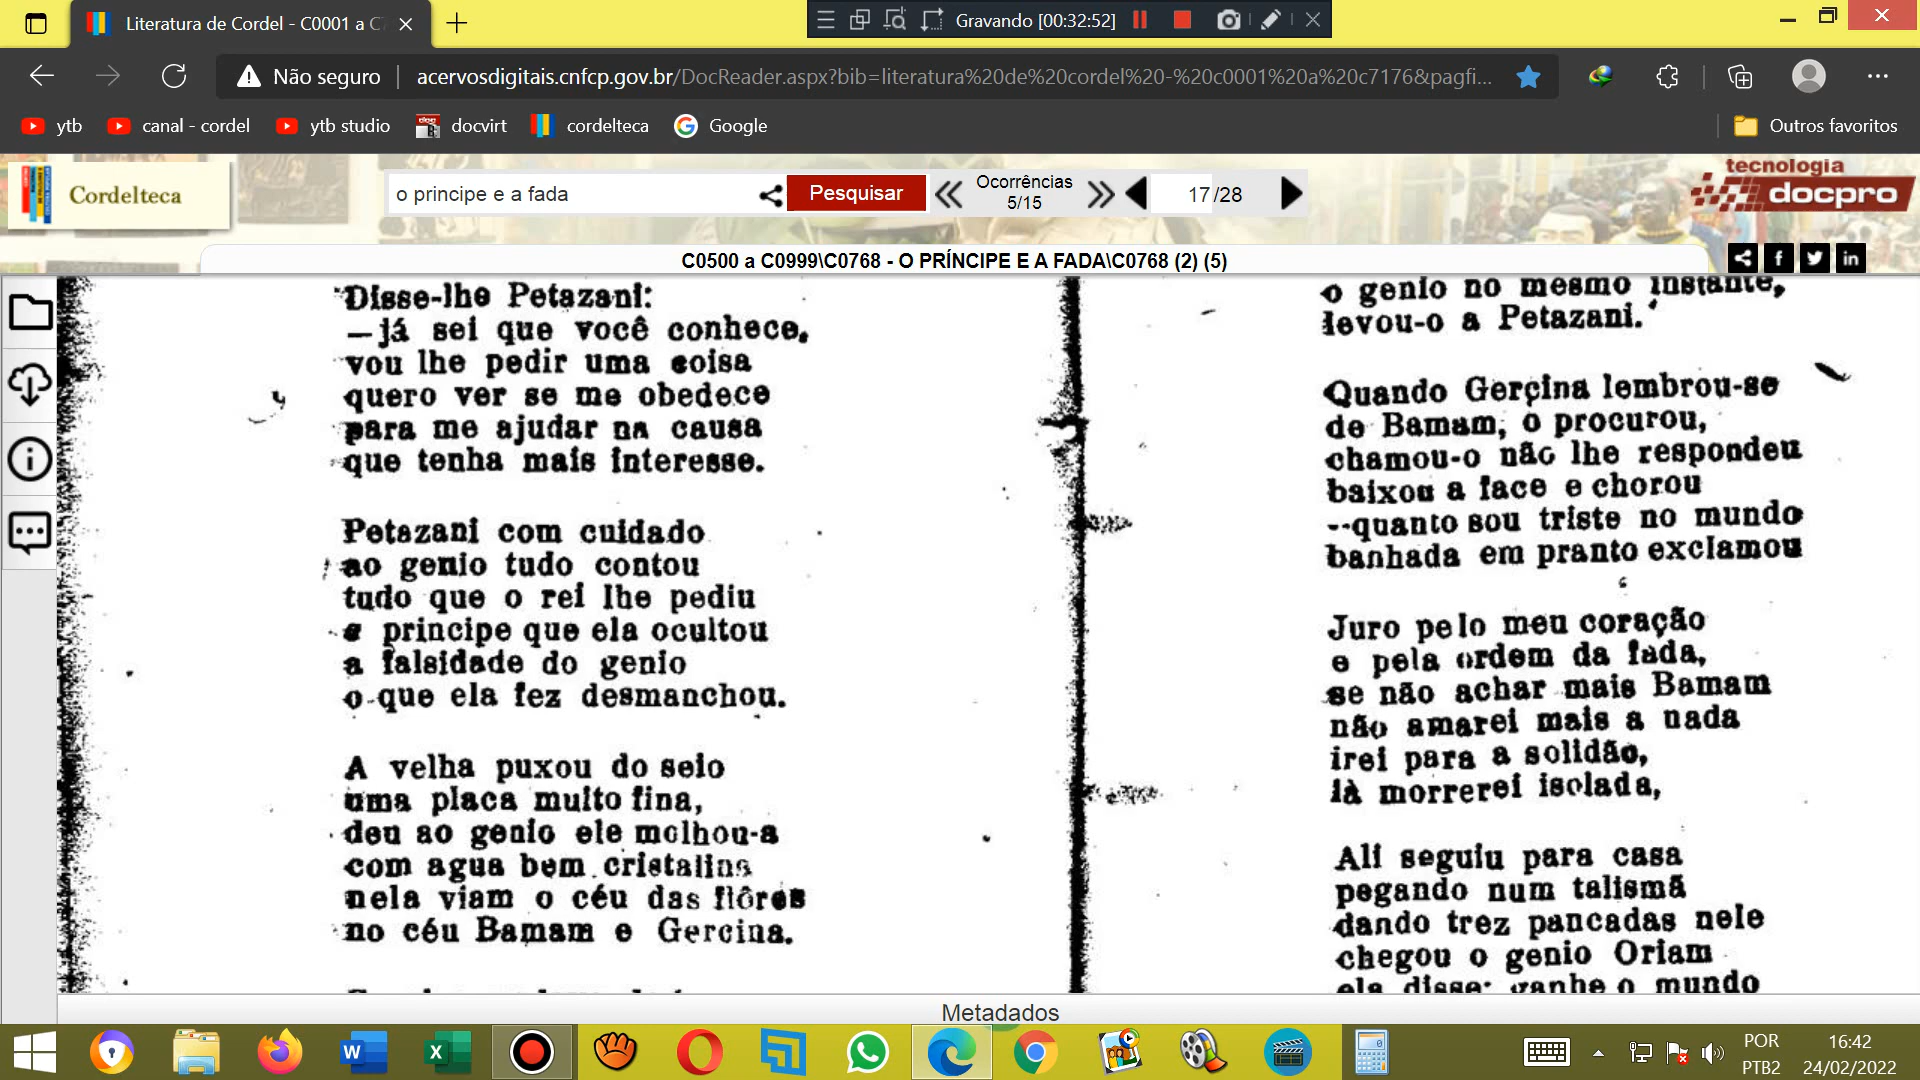 Literatura de Cordel - C0001 a C7
Gravando [00:32:52]
Não seguro
acervosdigitais.cnfcp.gov.br/DocReader.aspx?bib=literatura%20de%20cordel%20-%20c0001%20a%20c7176&pagfi...
ytb
canal - cordel
ytb studio
docvirt
cordelteca
Google
Outros favoritos
Cordelteca
o principe e a fada
Pesquisar
Ocorrências
5/15
17/28
tecnologia
docpro
C0500 a C0999\C0768 - O PRÍNCIPE E A FADA\C0768 (2) (5)
Disse-lhe Petazani:
—já sei que você conhece,
vou lhe pedir uma coisa
quero ver se me obedece
para me ajudar na causa
que tenha mais interesse.
Petazani com cuidado
ao genio tudo contou
tudo que o rei lhe pediu
e principe que ela ocultou
a falsidade do genio
o que ela fez desmanchou.
A velha puxou do seio
uma placa muito fina,
deu ao genio ele molhou-a
com agua bem cristalina
nela viam o céu das flôres
no céu Bamam e Gercina.
o genio no mesmo instante,
levou-o a Petazani.
Quando Gerçina lembrou-se
de Bamam, o procurou,
chamou-o não lhe respondeu
baixou a face e chorou
--quanto sou triste no mundo
banhada em pranto exclamou
Juro pelo meu coração
e pela ordem da fada,
se não achar mais Bamam
não amarei mais a nada
irei para a solidão,
là morrerei isolada,
Ali seguiu para casa
pegando num talismã
dando trez pancadas nele
chegou o genio Oriam
ela disse: ganhe o mundo
Metadados
POR
PTB2
16:42
24/02/2022